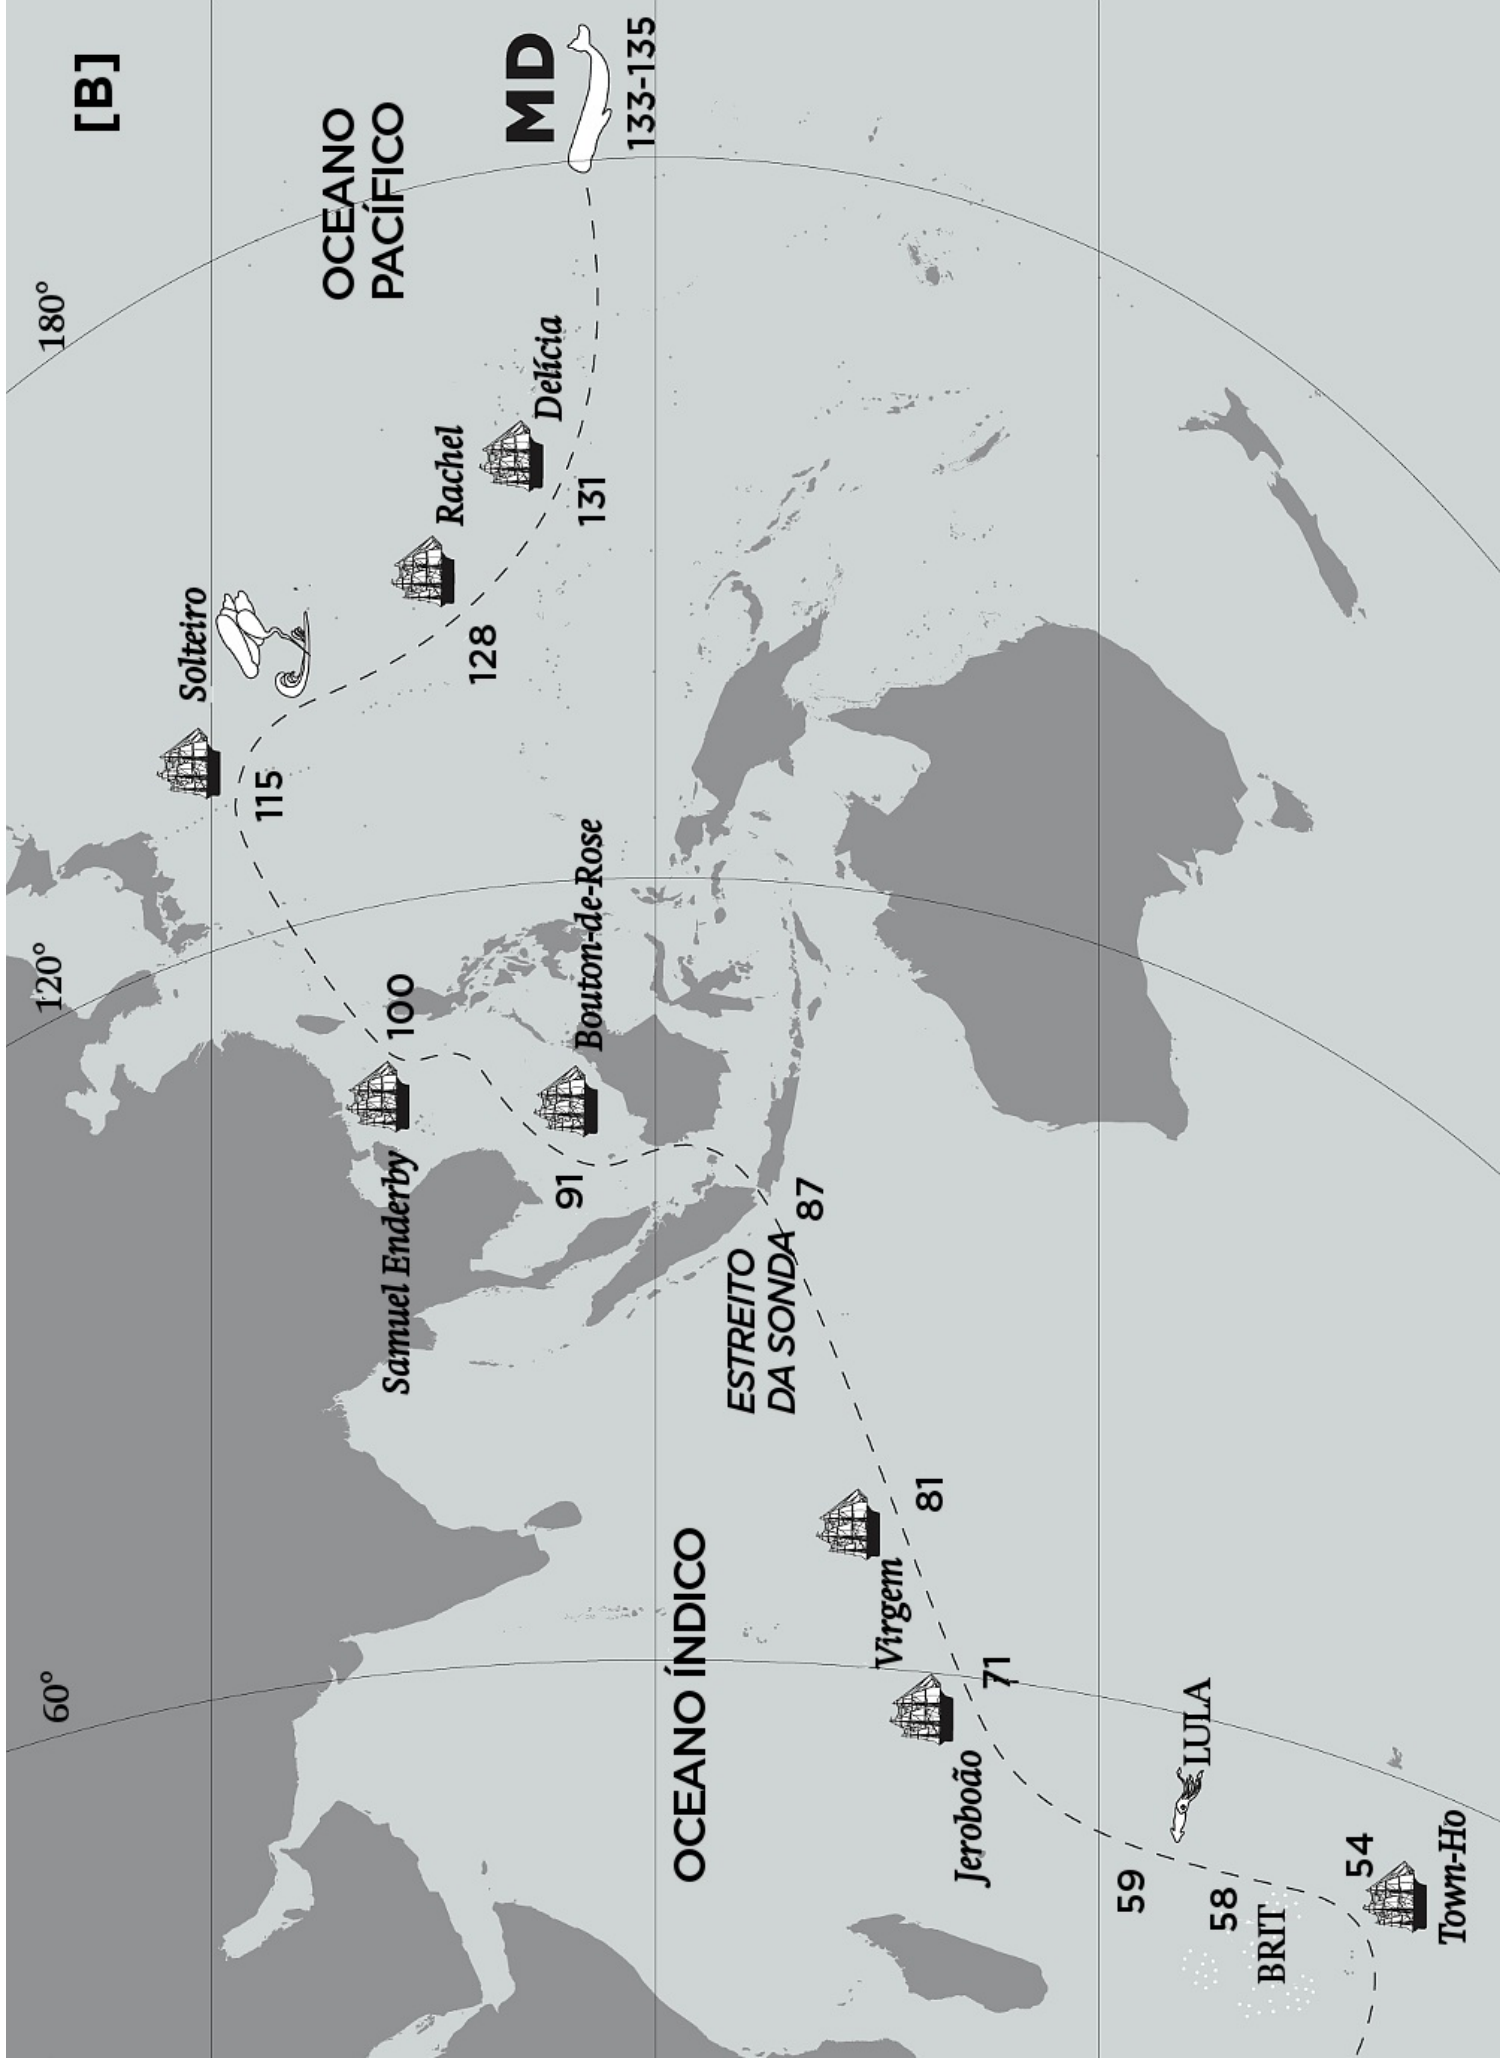 [B]
180°
120°
60°
OCEANO
PACÍFICO
MD
133-135
Delícia
131
Rachel
128
Solteiro
115
100
Samuel Enderby
Bouton-de-Rose
91
87
ESTREITO
DA SONDA
81
Virgem
OCEANO ÍNDICO
71
Jeroboão
LULA
59
58
BRIT
54
Town-Ho